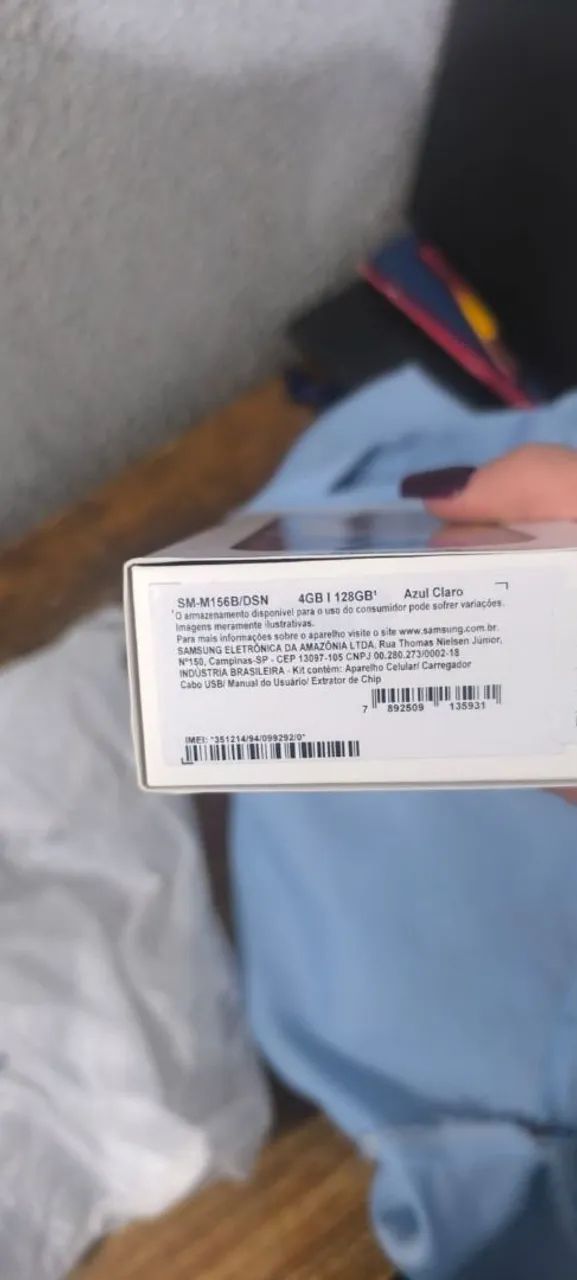 SM-M156B/DSN 4GB I 128GB¹ Azul Claro
¹O armazenamento disponível para o uso do consumidor pode sofrer variações.
Imagens meramente ilustrativas.
Para mais informações sobre o aparelho visite o site www.samsung.com.br.
SAMSUNG ELETRÔNICA DA AMAZÔNIA LTDA. Rua Thomas Nielsen Júnior,
N°150, Campinas-SP - CEP 13097-105 CNPJ 00.280.273/0002-18
INDÚSTRIA BRASILEIRA - Kit contém: Aparelho Celular/ Carregador
Cabo USB/ Manual do Usuário/ Extrator de Chip
7 892509 135931
IMEI: *351214/94/099292/0*